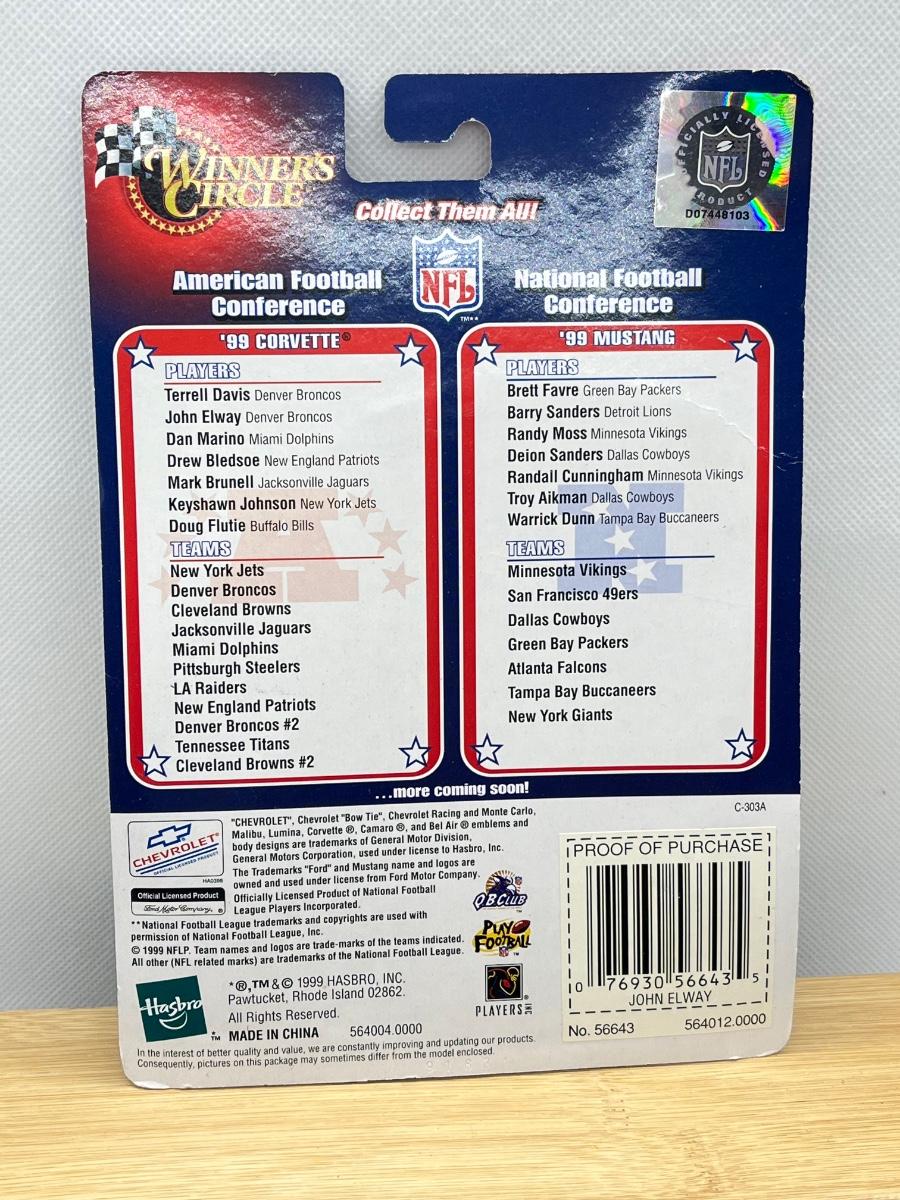 WINNER'S
CIRCLE
OFFICIALLY LICENSED
NFL
PRODUCT
D07448103
Collect Them All!
NFL
TM**
American Football
Conference
'99 CORVETTE®
PLAYERS
Terrell Davis Denver Broncos
John Elway Denver Broncos
Dan Marino Miami Dolphins
Drew Bledsoe New England Patriots
Mark Brunell Jacksonville Jaguars
Keyshawn Johnson New York Jets
Doug Flutie Buffalo Bills
TEAMS
New York Jets
Denver Broncos
Cleveland Browns
Jacksonville Jaguars
Miami Dolphins
Pittsburgh Steelers
LA Raiders
New England Patriots
Denver Broncos #2
Tennessee Titans
Cleveland Browns #2
National Football
Conference
'99 MUSTANG
PLAYERS
Brett Favre Green Bay Packers
Barry Sanders Detroit Lions
Randy Moss Minnesota Vikings
Deion Sanders Dallas Cowboys
Randall Cunningham Minnesota Vikings
Troy Aikman Dallas Cowboys
Warrick Dunn Tampa Bay Buccaneers
TEAMS
Minnesota Vikings
San Francisco 49ers
Dallas Cowboys
Green Bay Packers
Atlanta Falcons
Tampa Bay Buccaneers
New York Giants
...more coming soon!
C-303A
CHEVROLET
OFFICIAL LICENSED PRODUCT
HA0398
Official Licensed Product
Ford Motor Company, ®
"CHEVROLET", Chevrolet "Bow Tie", Chevrolet Racing and Monte Carlo,
Malibu, Lumina, Corvette ®, Camaro ®, and Bel Air ® emblems and
body designs are trademarks of General Motor Division,
General Motors Corporation, used under license to Hasbro, Inc.
The Trademarks "Ford" and Mustang name and logos are
owned and used under license from Ford Motor Company.
Officially Licensed Product of National Football
League Players Incorporated.
**National Football League trademarks and copyrights are used with
permission of National Football League, Inc.
© 1999 NFLP. Team names and logos are trade-marks of the teams indicated.
All other (NFL related marks) are trademarks of the National Football League.
QB CLUB
PLAY
FOOTBALL
PLAYERS INC
Hasbro
TM
*®,TM & © 1999 HASBRO, INC.
Pawtucket, Rhode Island 02862.
All Rights Reserved.
MADE IN CHINA 564004.0000
In the interest of better quality and value, we are constantly improving and updating our products.
Consequently, pictures on this package may sometimes differ from the model enclosed.
PROOF OF PURCHASE
0 76930 56643 5
JOHN ELWAY
No. 56643 564012.0000